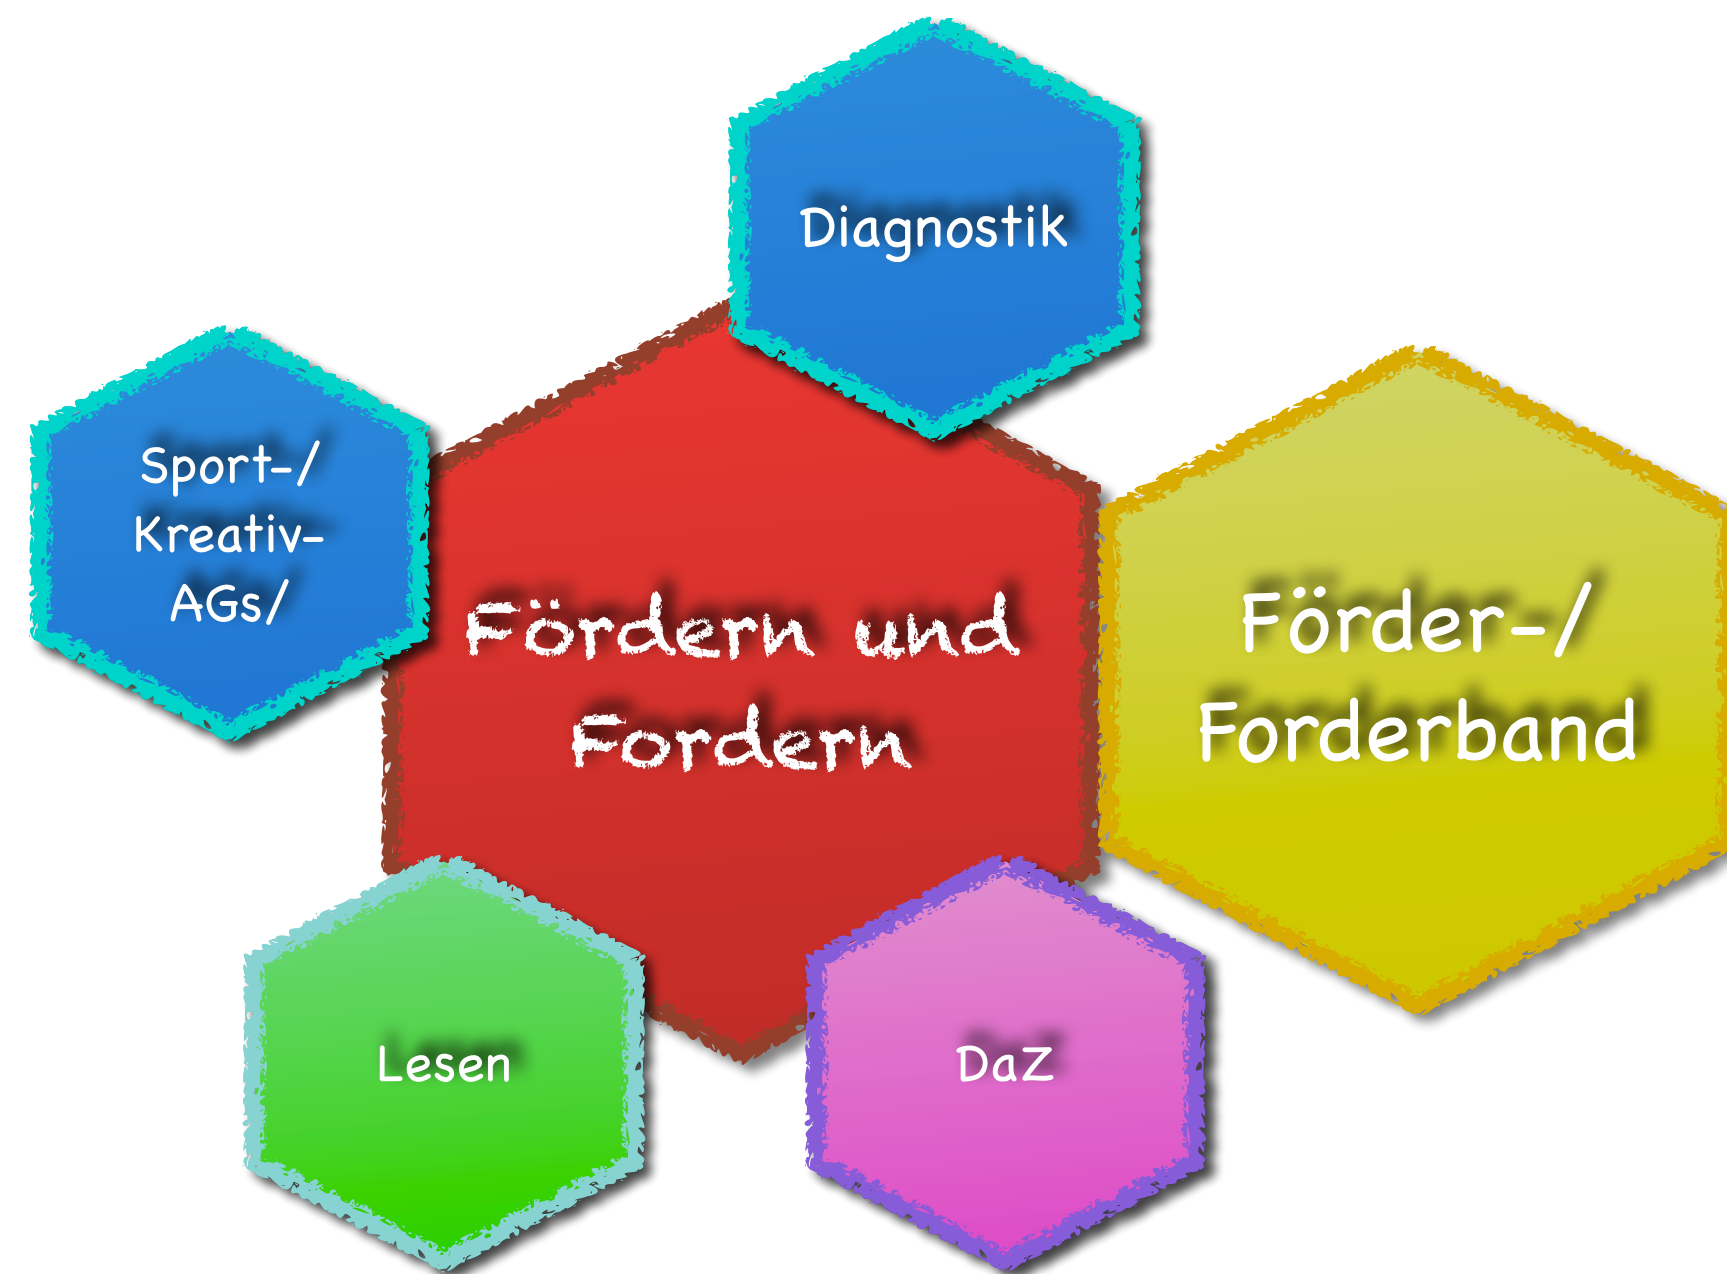 Diagnostik
Sport-/
Kreativ-
AGs/
Fördern und
Fordern
Förder-/
Forderband
Lesen
DaZ